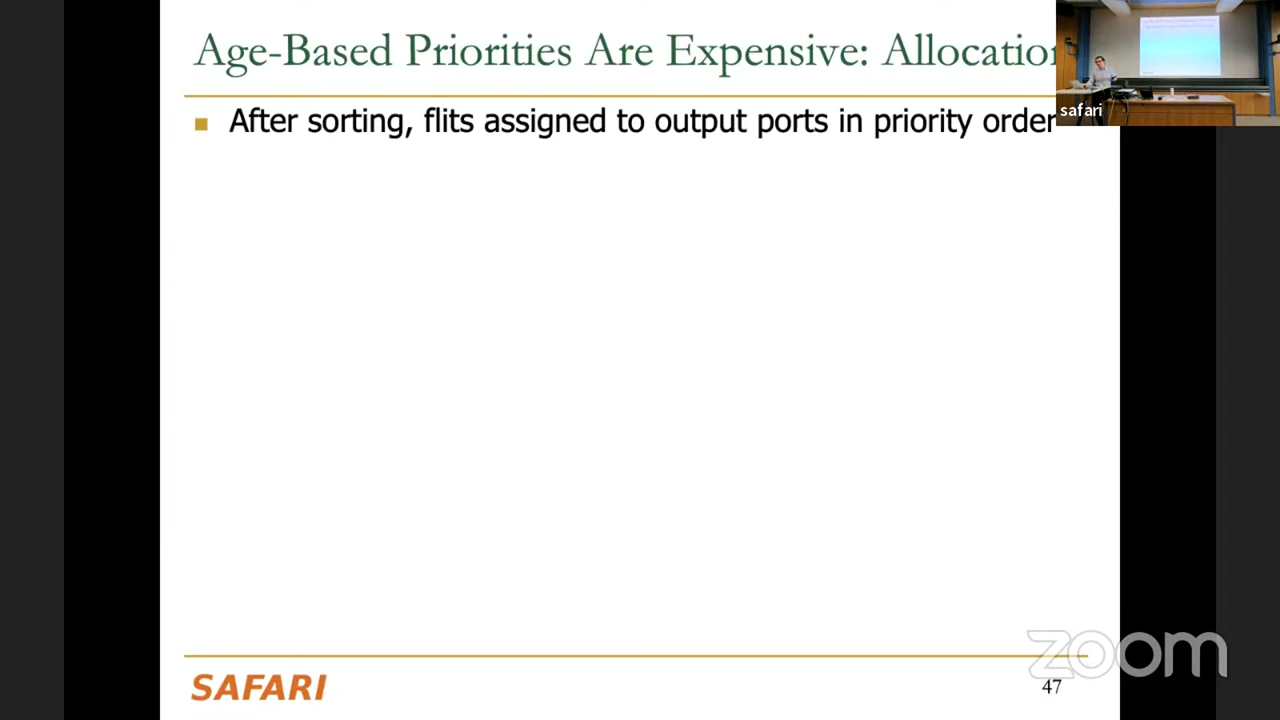 Age-Based Priorities Are Expensive: Allocatio
After sorting, flits assigned to output ports in priority order
safari
SAFARI
47
zoom